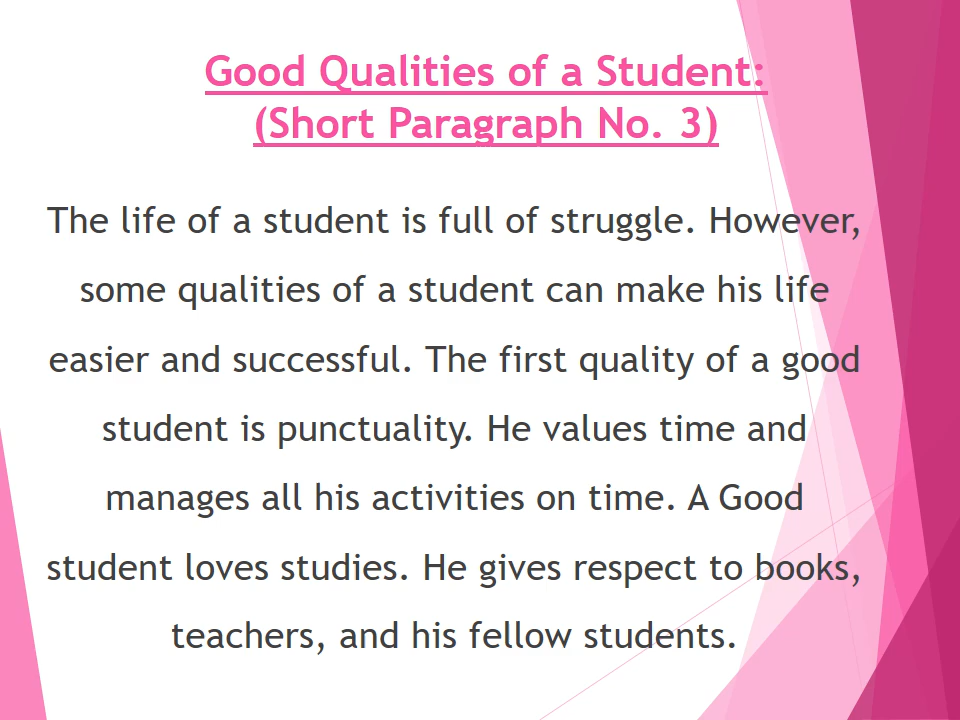 Good Qualities of a Student:
(Short Paragraph No. 3)
The life of a student is full of struggle. However,
some qualities of a student can make his life
easier and successful. The first quality of a good
student is punctuality. He values time and
manages all his activities on time. A Good
student loves studies. He gives respect to books,
teachers, and his fellow students.